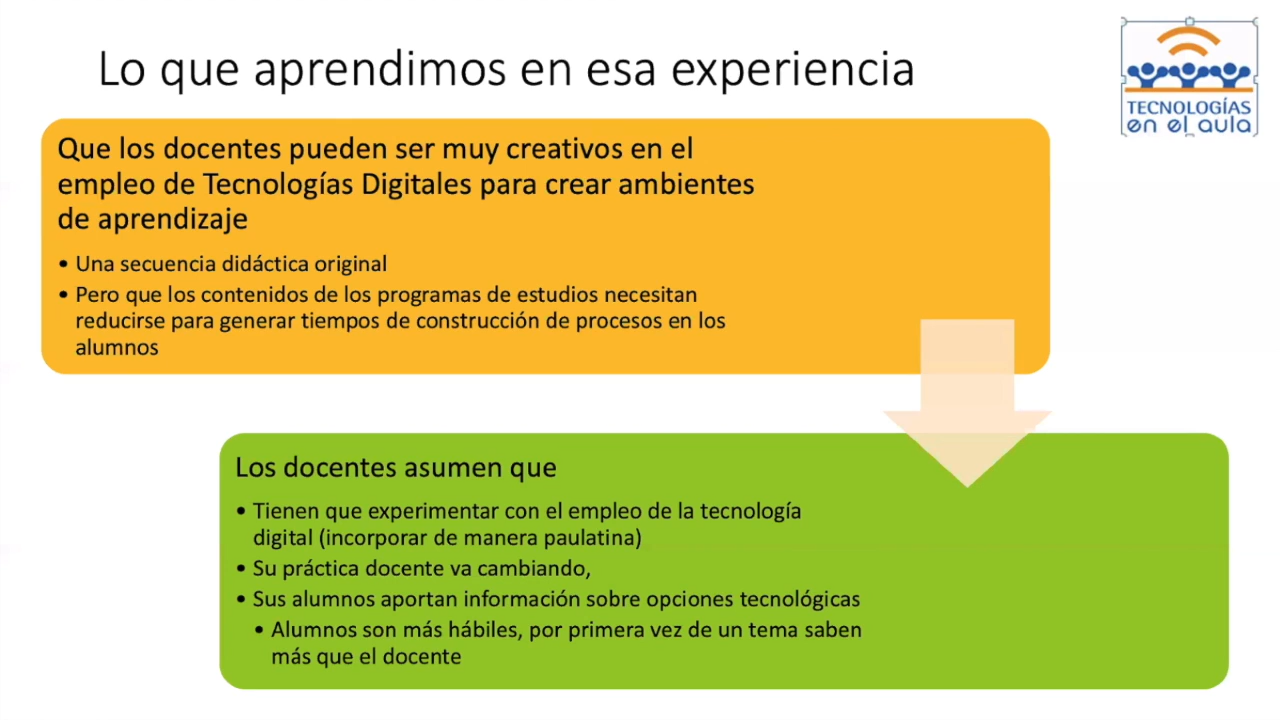 Lo que aprendimos en esa experiencia
TECNOLOGÍAS
en el aula
Que los docentes pueden ser muy creativos en el
empleo de Tecnologías Digitales para crear ambientes
de aprendizaje
• Una secuencia didáctica original
• Pero que los contenidos de los programas de estudios necesitan
reducirse para generar tiempos de construcción de procesos en los
alumnos
Los docentes asumen que
• Tienen que experimentar con el empleo de la tecnología
digital (incorporar de manera paulatina)
• Su práctica docente va cambiando,
• Sus alumnos aportan información sobre opciones tecnológicas
• Alumnos son más hábiles, por primera vez de un tema saben
más que el docente